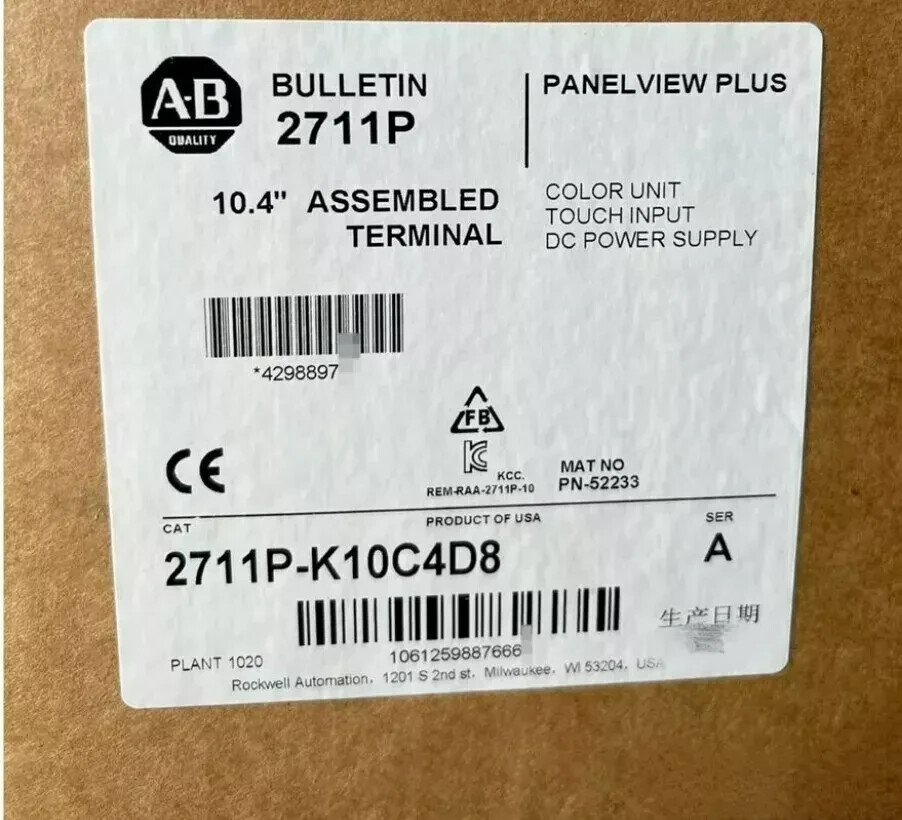 A-B
QUALITY
BULLETIN
2711P
PANELVIEW PLUS
10.4" ASSEMBLED
TERMINAL
COLOR UNIT
TOUCH INPUT
DC POWER SUPPLY
*4298897
FB
KCC.
REM-RAA-2711P-10
MAT NO
PN-52233
CE
CAT
PRODUCT OF USA
SER
2711P-K10C4D8
A
生产日期
1061259887666
PLANT 1020
Rockwell Automation, 1201 S 2nd st. Milwaukee, WI 53204, USA